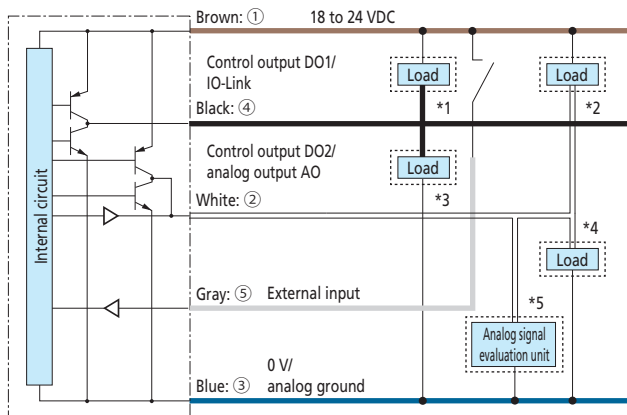 Brown: ① 18 to 24 VDC
Control output DO1/
IO-Link
Load
Load
*1
*2
Black: ④
Control output DO2/
analog output AO
Load
*3
White: ②
*4
Load
Internal circuit
Gray: ⑤ External input
*5
Analog signal
evaluation unit
0 V/
Blue: ③ analog ground